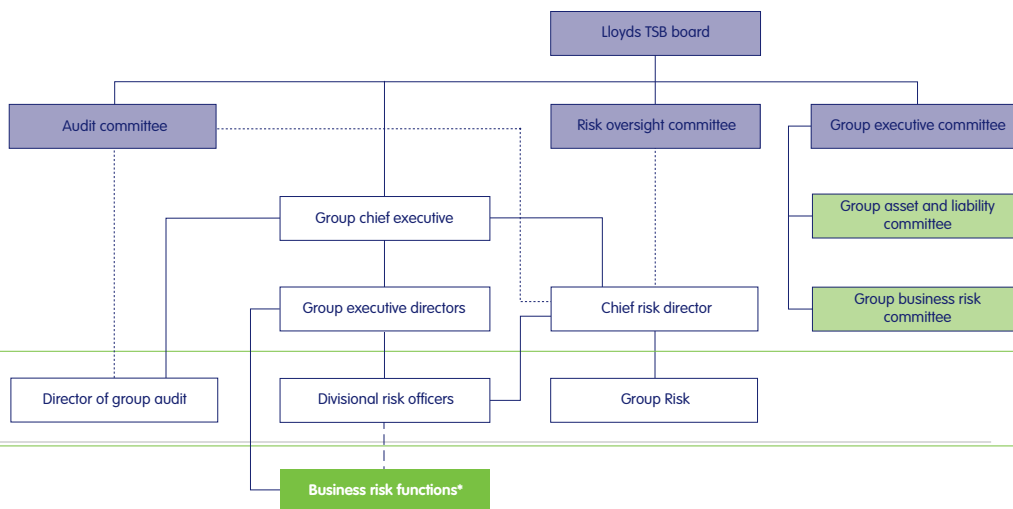 Lloyds TSB board
Audit committee
Risk oversight committee
Group executive committee
Group chief executive
Group asset and liability
committee
Group executive directors
Chief risk director
Group business risk
committee
Director of group audit
Divisional risk officers
Group Risk
Business risk functions*